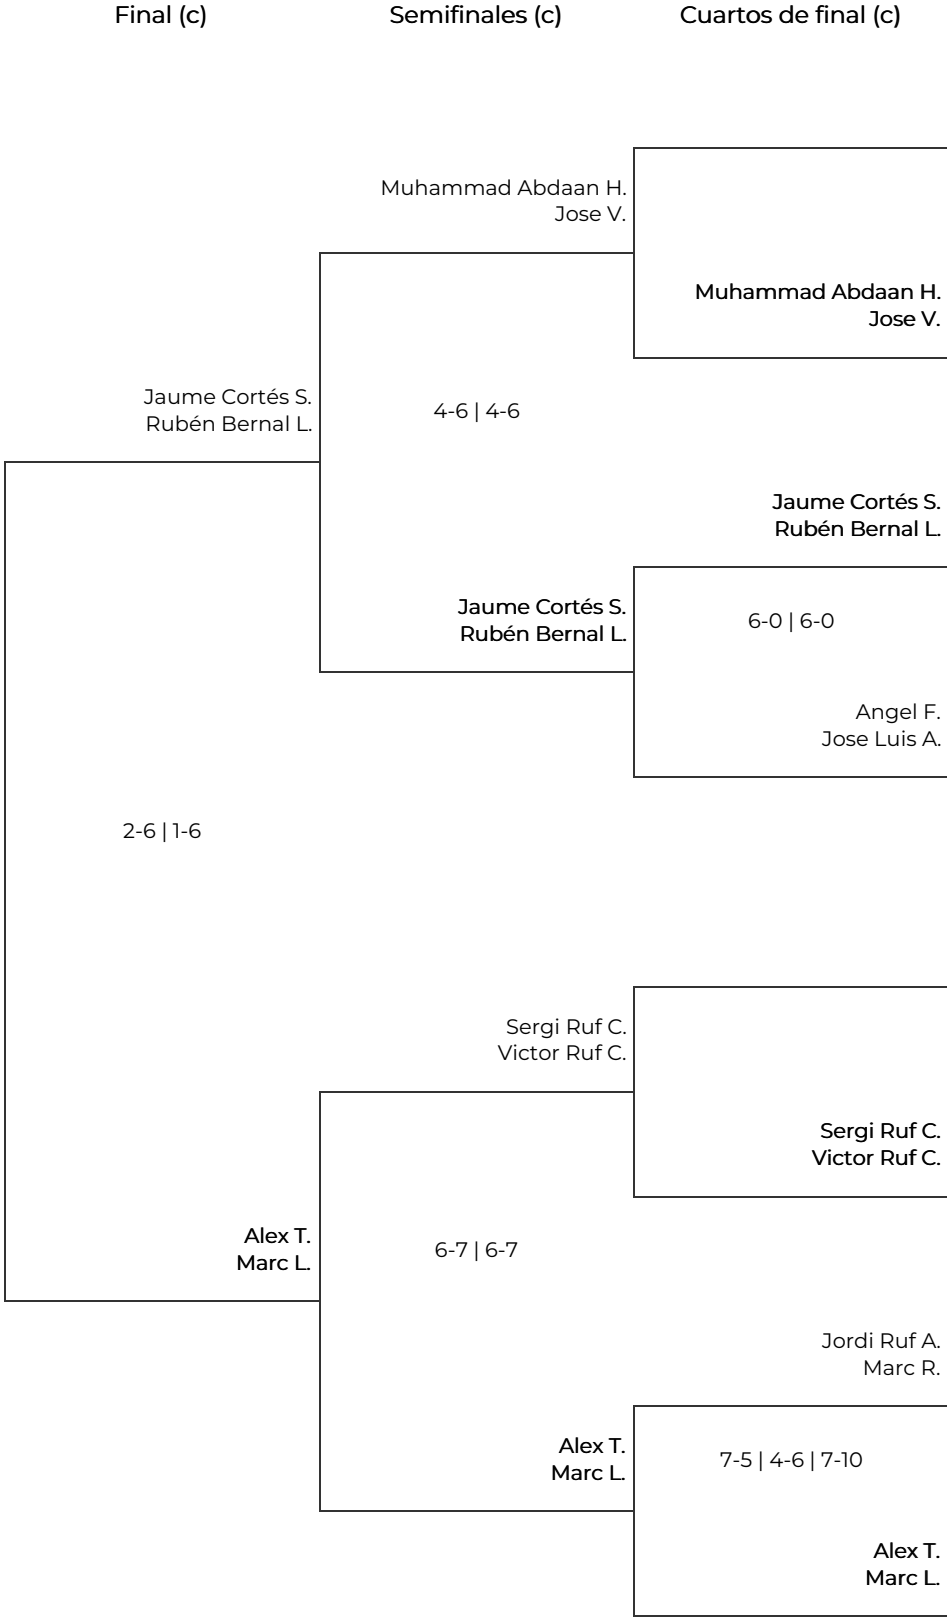 Final (c)
Semifinales (c)
Cuartos de final (c)
Muhammad Abdaan H.
Jose V.
Muhammad Abdaan H.
Jose V.
Jaume Cortés S.
Rubén Bernal L.
4-6 | 4-6
Jaume Cortés S.
Rubén Bernal L.
Jaume Cortés S.
Rubén Bernal L.
6-0 | 6-0
Angel F.
Jose Luis A.
2-6 | 1-6
Sergi Ruf C.
Victor Ruf C.
Sergi Ruf C.
Victor Ruf C.
Alex T.
Marc L.
6-7 | 6-7
Jordi Ruf A.
Marc R.
Alex T.
Marc L.
7-5 | 4-6 | 7-10
Alex T.
Marc L.